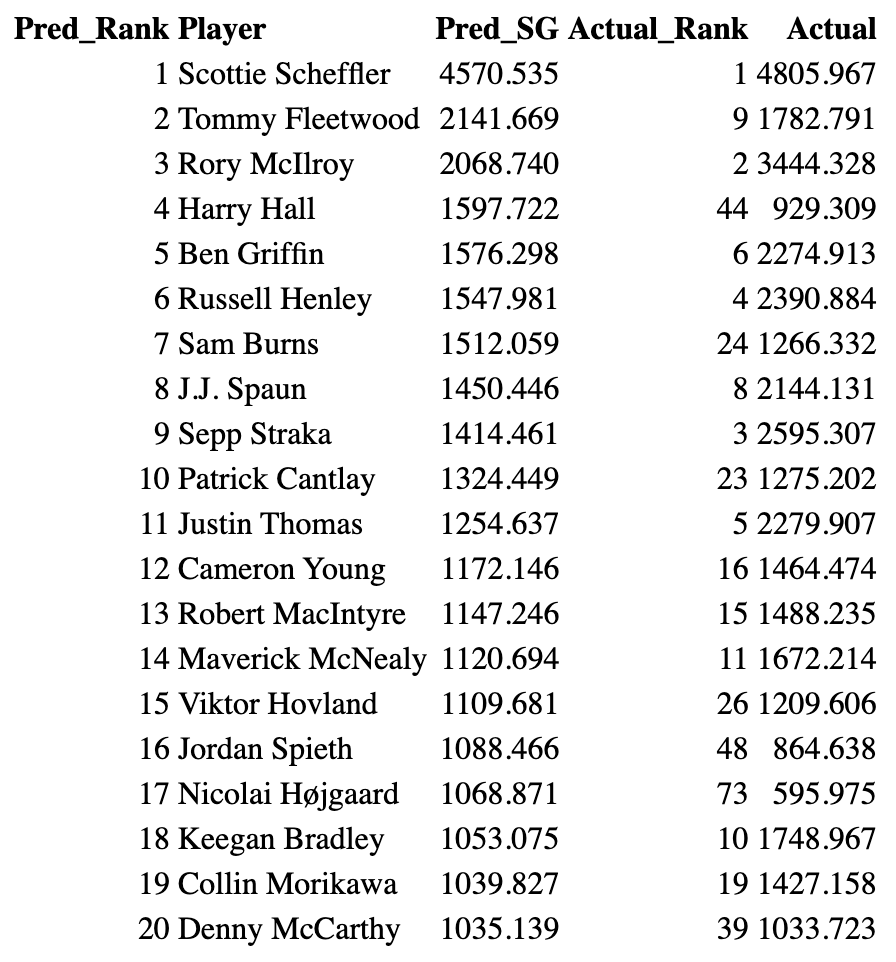 Pred_Rank Player Pred_SG Actual_Rank Actual
1 Scottie Scheffler 4570.535 1 4805.967
2 Tommy Fleetwood 2141.669 9 1782.791
3 Rory McIlroy 2068.740 2 3444.328
4 Harry Hall 1597.722 44 929.309
5 Ben Griffin 1576.298 6 2274.913
6 Russell Henley 1547.981 4 2390.884
7 Sam Burns 1512.059 24 1266.332
8 J.J. Spaun 1450.446 8 2144.131
9 Sepp Straka 1414.461 3 2595.307
10 Patrick Cantlay 1324.449 23 1275.202
11 Justin Thomas 1254.637 5 2279.907
12 Cameron Young 1172.146 16 1464.474
13 Robert MacIntyre 1147.246 15 1488.235
14 Maverick McNealy 1120.694 11 1672.214
15 Viktor Hovland 1109.681 26 1209.606
16 Jordan Spieth 1088.466 48 864.638
17 Nicolai Højgaard 1068.871 73 595.975
18 Keegan Bradley 1053.075 10 1748.967
19 Collin Morikawa 1039.827 19 1427.158
20 Denny McCarthy 1035.139 39 1033.723